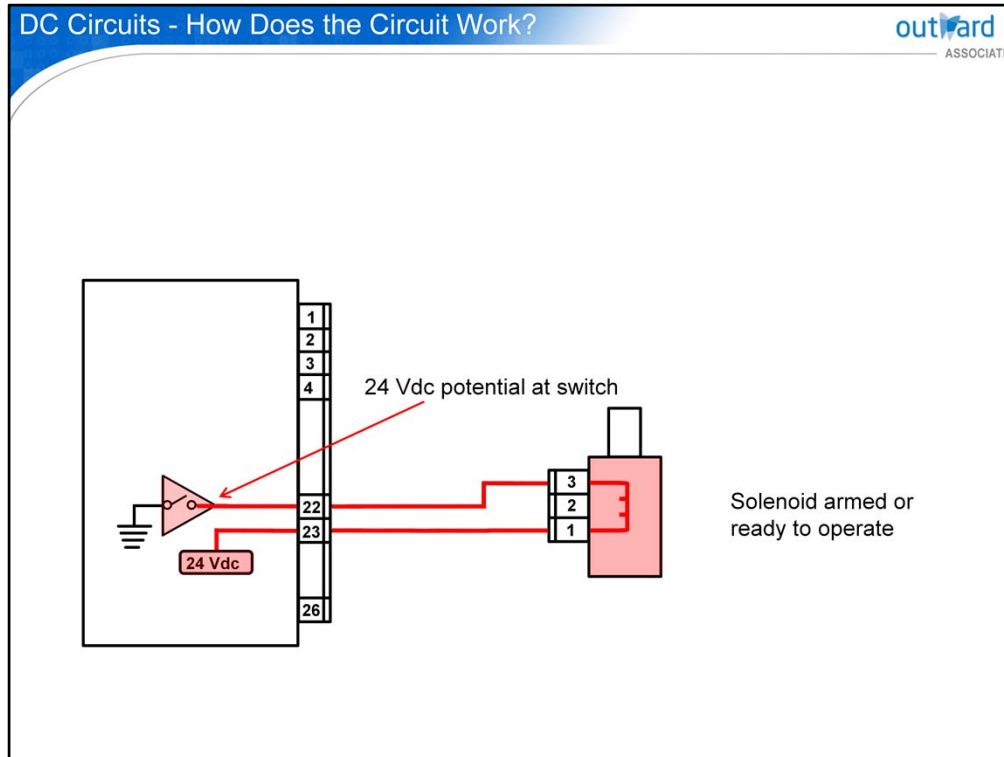 DC Circuits - How Does the Circuit Work?
outward
ASSOCIAT
1
2
3
4
24 Vdc potential at switch
22
23
24 Vdc
26
3
2
1
Solenoid armed or
ready to operate